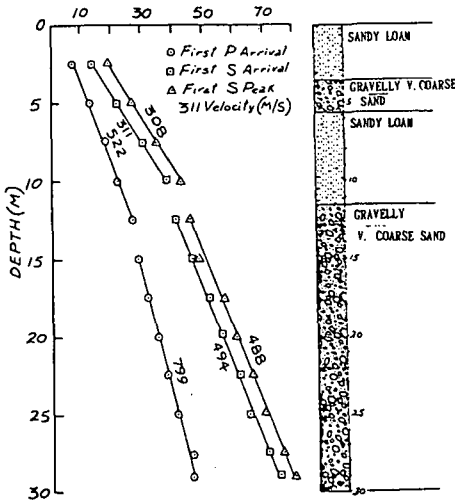 10 30 50 70
0
5
10
15
20
25
30
DEPTH (M)
First P Arrival
First S Arrival
First S Peak
311 Velocity (M/S)
308
311
522
488
494
799
SANDY LOAM
GRAVELLY V. COARSE
5 SAND
SANDY LOAM
10
GRAVELLY
V. COARSE SAND
15
20
25
30